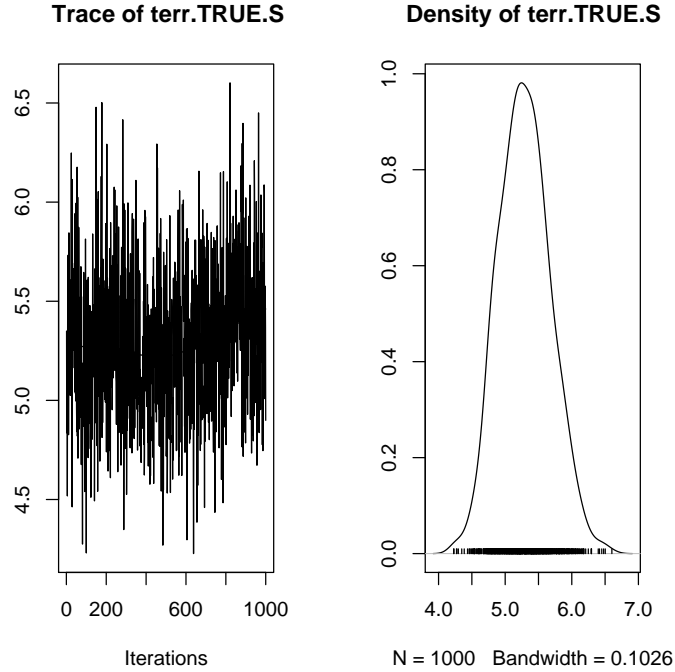 Trace of terr.TRUE.S
6.5
6.0
5.5
5.0
4.5
0 200 600 1000
Iterations
Density of terr.TRUE.S
1.0
0.8
0.6
0.4
0.2
0.0
4.0 5.0 6.0 7.0
N = 1000 Bandwidth = 0.1026